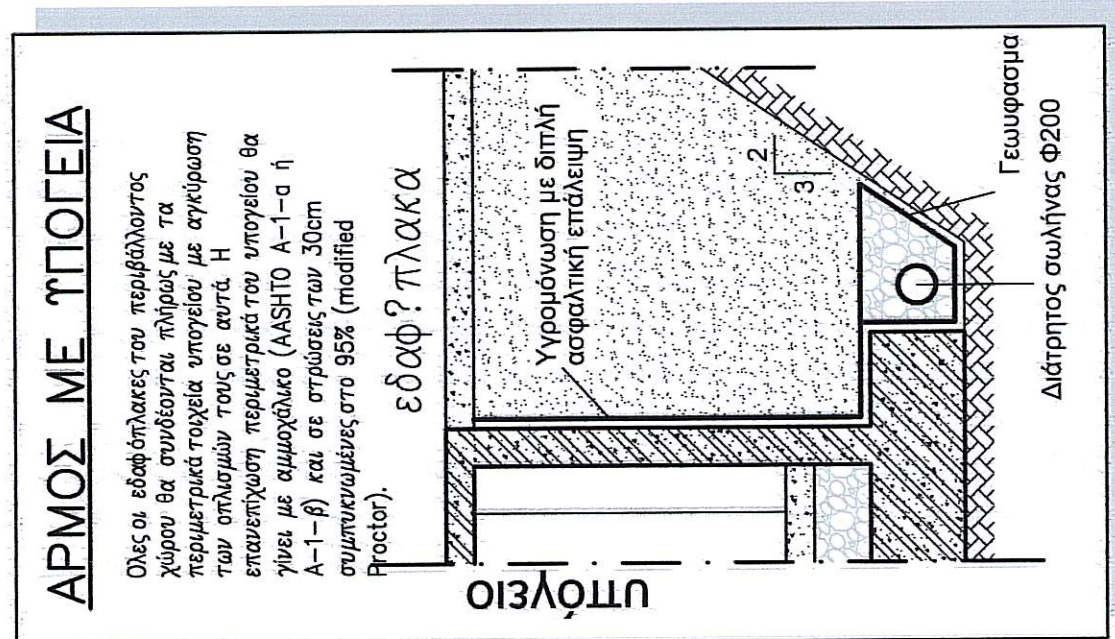 ΑΡΜΟΣ ΜΕ ΥΠΟΓΕΙΑ
Ολες οι εδαφόπλακες του περιβάλλοντος
χώρου θα συνδέονται πλήρως με τα
περιμετρικά τοιχεία υπογείου με αγκύρωση
των οπλισμών τους σε αυτά. Η
επανεπίχωση περιμετρικά του υπογείου θα
γίνει με αμμοχάλικο (AASHTO A-1-α ή
A-1-β) και σε στρώσεις των 30cm
συμπυκνωμένες στο 95% (modified
Proctor).
εδαφ?πλακα
Υγρομόνωση με διπλή
ασφαλτική επάλειψη
2
3
υπόγειο
Γεωυφασμα
Διάτρητος σωλήνας Φ200